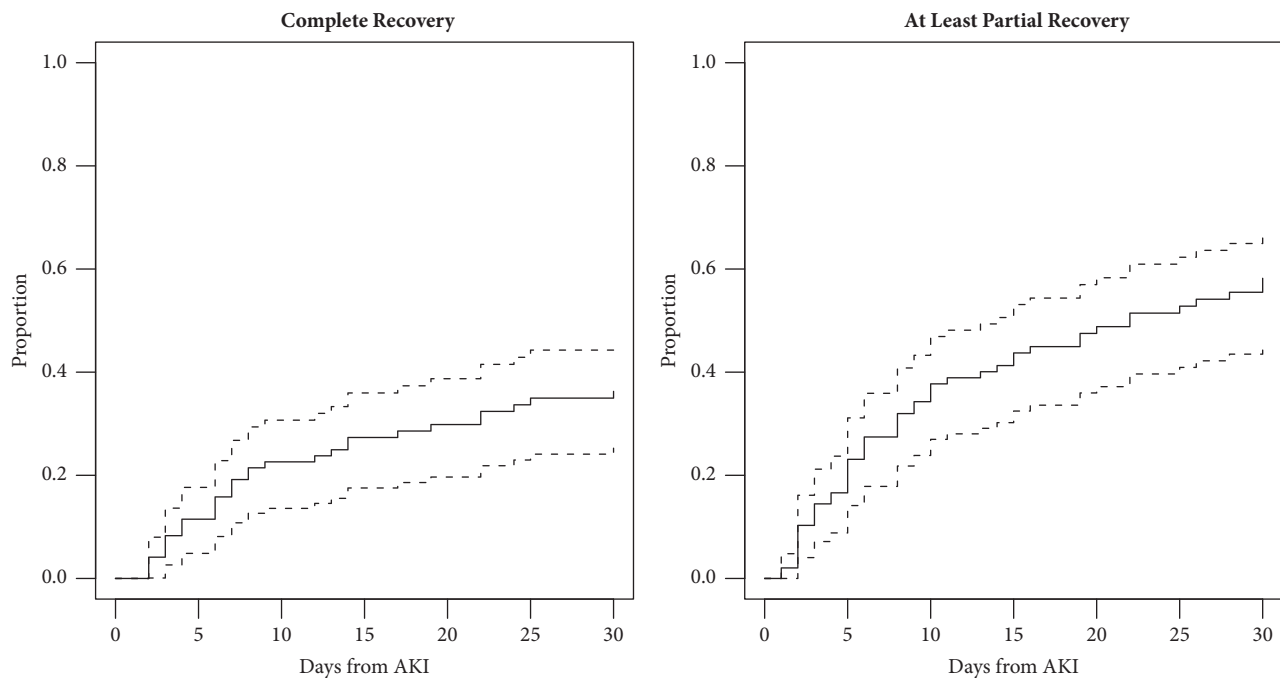 Complete Recovery
Proportion
1.0
0.8
0.6
0.4
0.2
0.0
0 5 10 15 20 25 30
Days from AKI
At Least Partial Recovery
Proportion
1.0
0.8
0.6
0.4
0.2
0.0
0 5 10 15 20 25 30
Days from AKI